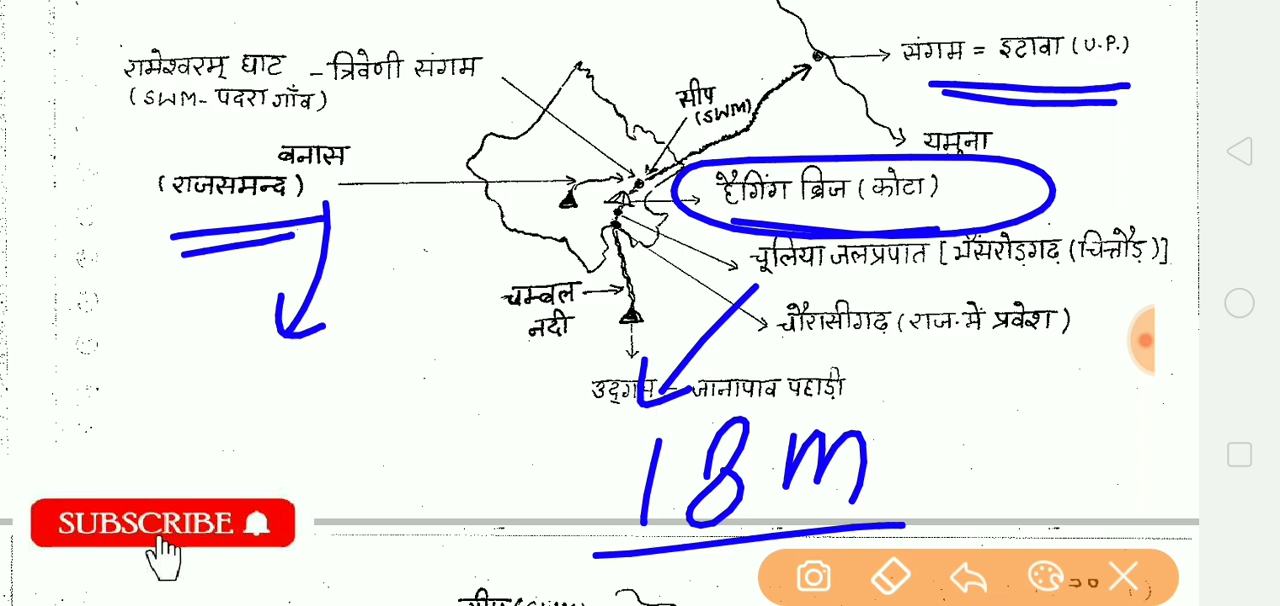 संगम = इटावा (U.P.)
रामेश्वरम् घाट - त्रिवेणी संगम
(SWM- पदरा गाँव)
सीप
(SWM)
यमुना
बनास
(राजसमन्द)
हैंगिंग ब्रिज (कोटा)
चूलिया जलप्रपात [भैंसरोड़गढ़ (चित्तौड़)]
चम्बल
नदी
चौरासीगढ़ (राज. में प्रवेश)
उद्गम - जानापाव पहाड़ी
18 m
SUBSCRIBE